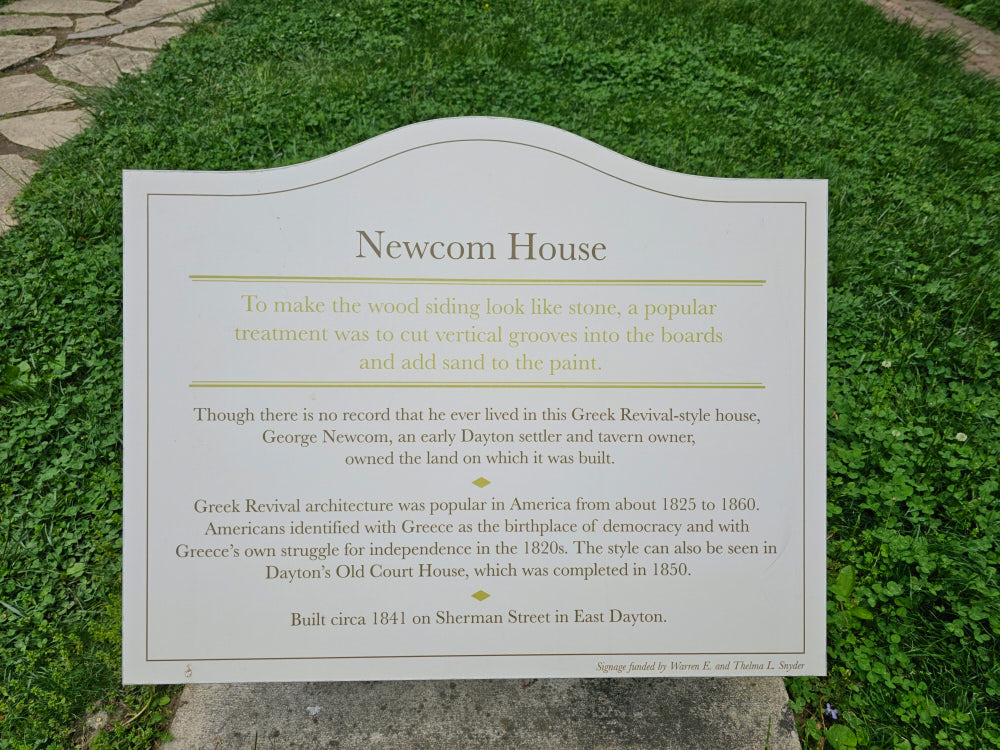 Newcom House
To make the wood siding look like stone, a popular
treatment was to cut vertical grooves into the boards
and add sand to the paint.
Though there is no record that he ever lived in this Greek Revival-style house,
George Newcom, an early Dayton settler and tavern owner,
owned the land on which it was built.
Greek Revival architecture was popular in America from about 1825 to 1860.
Americans identified with Greece as the birthplace of democracy and with
Greece's own struggle for independence in the 1820s. The style can also be seen in
Dayton's Old Court House, which was completed in 1850.
Built circa 1841 on Sherman Street in East Dayton.
Signage funded by Warren E. and Thelma L. Snyder